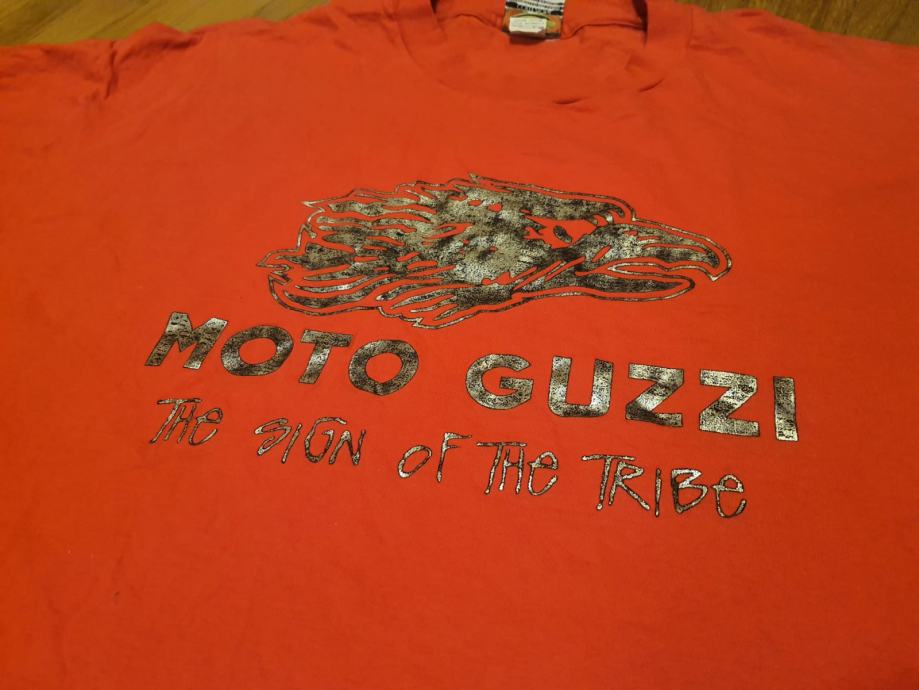 MOTO GUZZI
THE SIGN OF THE TRIBE